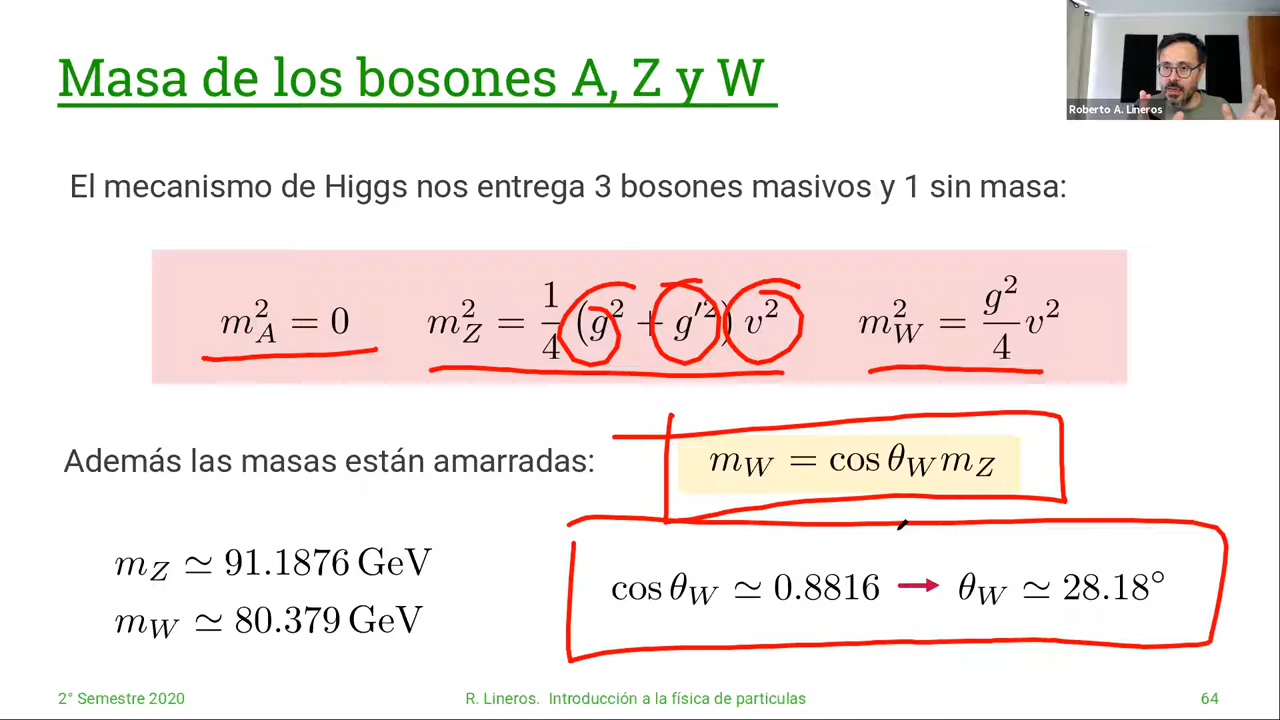 Masa de los bosones A, Z y W
Roberto A. Lineros
El mecanismo de Higgs nos entrega 3 bosones masivos y 1 sin masa:
m_A^2 = 0   m_Z^2 = \frac{1}{4} (g^2 + g'^2) v^2   m_W^2 = \frac{g^2}{4} v^2
Además las masas están amarradas: m_W = cos θ_W m_Z
m_Z ≃ 91.1876 GeV
m_W ≃ 80.379 GeV
cos θ_W ≃ 0.8816 → θ_W ≃ 28.18°
2° Semestre 2020 R. Lineros. Introducción a la física de particulas 64